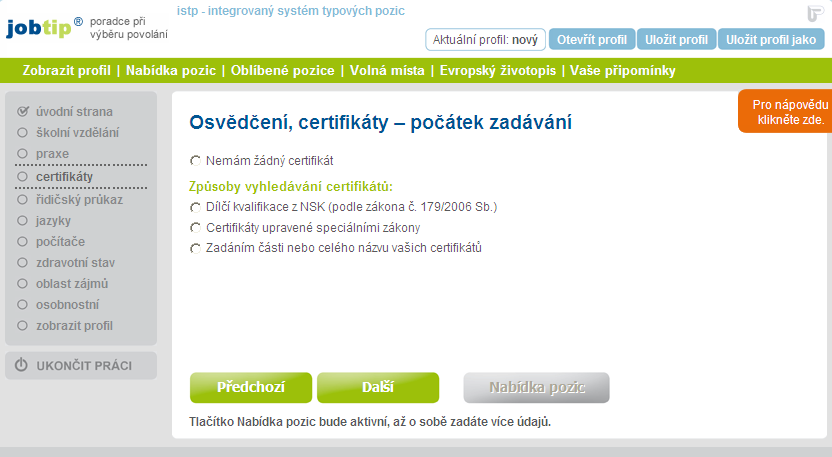 jobtip® poradce při
výběru povolání
istp - integrovaný systém typových pozic
Aktuální profil: nový
Otevřít profil
Uložit profil
Uložit profil jako
Zobrazit profil | Nabídka pozic | Oblíbené pozice | Volná místa | Evropský životopis | Vaše připomínky
úvodní strana
školní vzdělání
praxe
certifikáty
řidičský průkaz
jazyky
počítače
zdravotní stav
oblast zájmů
osobnostní
zobrazit profil
UKONČIT PRÁCI
Pro nápovědu
klikněte zde.
Osvědčení, certifikáty – počátek zadávání
Nemám žádný certifikát
Způsoby vyhledávání certifikátů:
Dílčí kvalifikace z NSK (podle zákona č. 179/2006 Sb.)
Certifikáty upravené speciálními zákony
Zadáním části nebo celého názvu vašich certifikátů
Předchozí
Další
Nabídka pozic
Tlačítko Nabídka pozic bude aktivní, až o sobě zadáte více údajů.